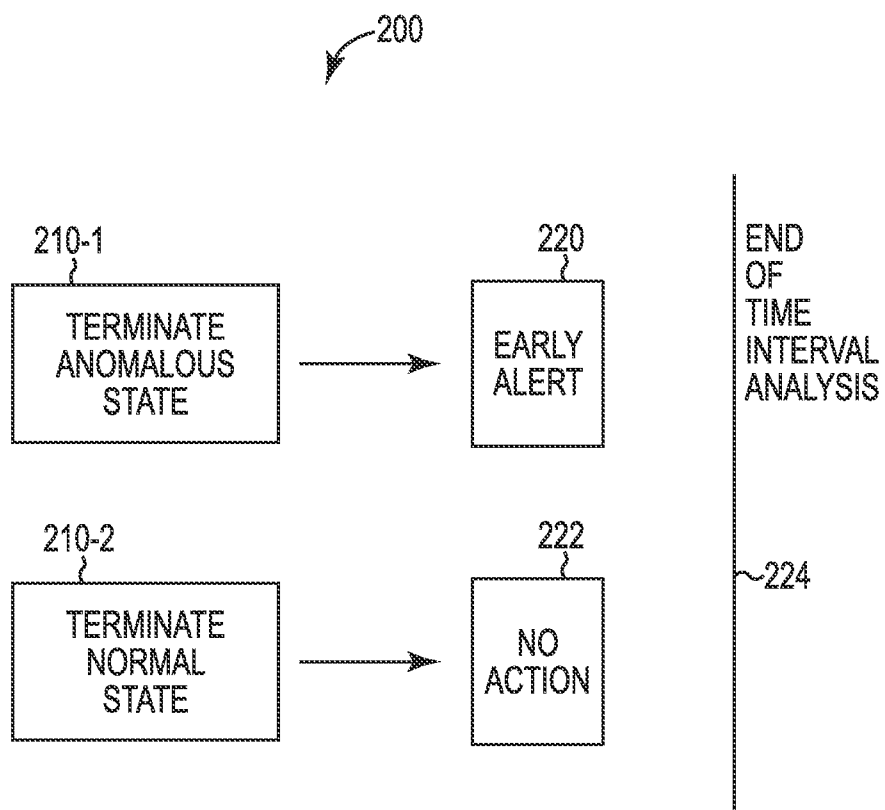 200
210-1
TERMINATE
ANOMALOUS
STATE
220
EARLY
ALERT
END
OF
TIME
INTERVAL
ANALYSIS
210-2
TERMINATE
NORMAL
STATE
222
NO
ACTION
224